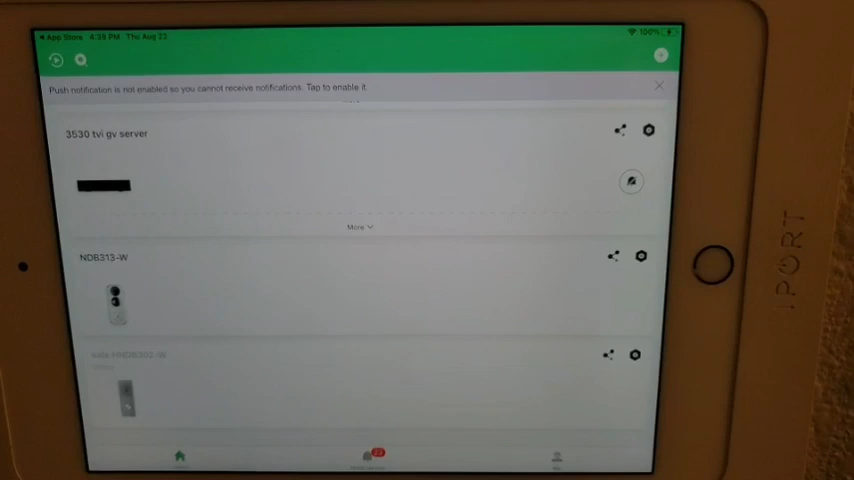 App Store 4:39 PM Thu Aug 23
100%
Push notification is not enabled so you cannot receive notifications. Tap to enable it.
3530 tvi gv server
More
NDB313-W
23
IPORT